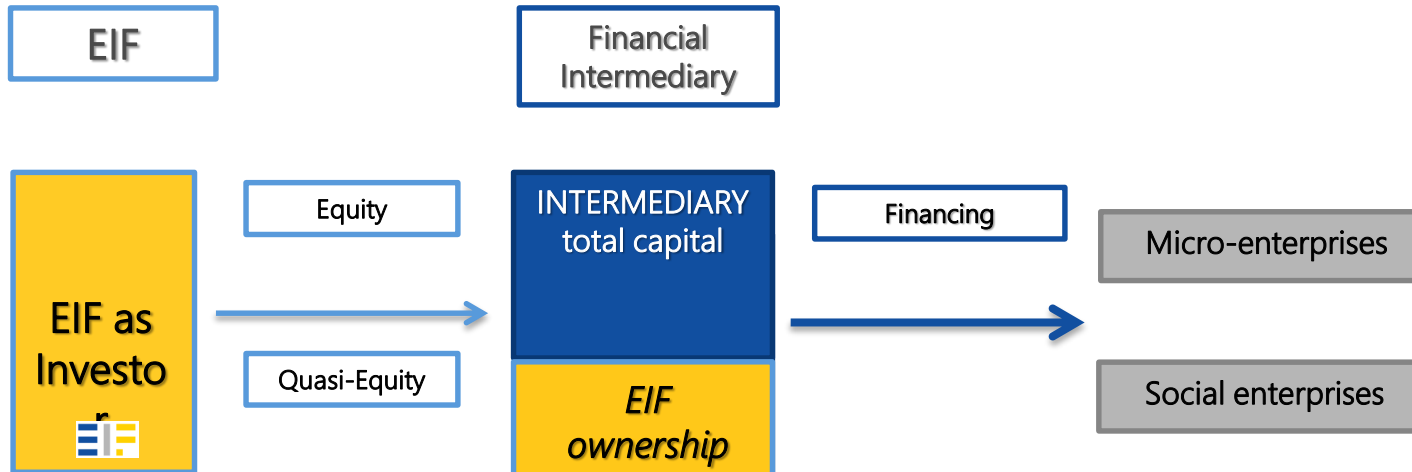 EIF
Financial
Intermediary
EIF as
Investo
r
EIF
Equity
Quasi-Equity
INTERMEDIARY
total capital
EIF
ownership
Financing
Micro-enterprises
Social enterprises